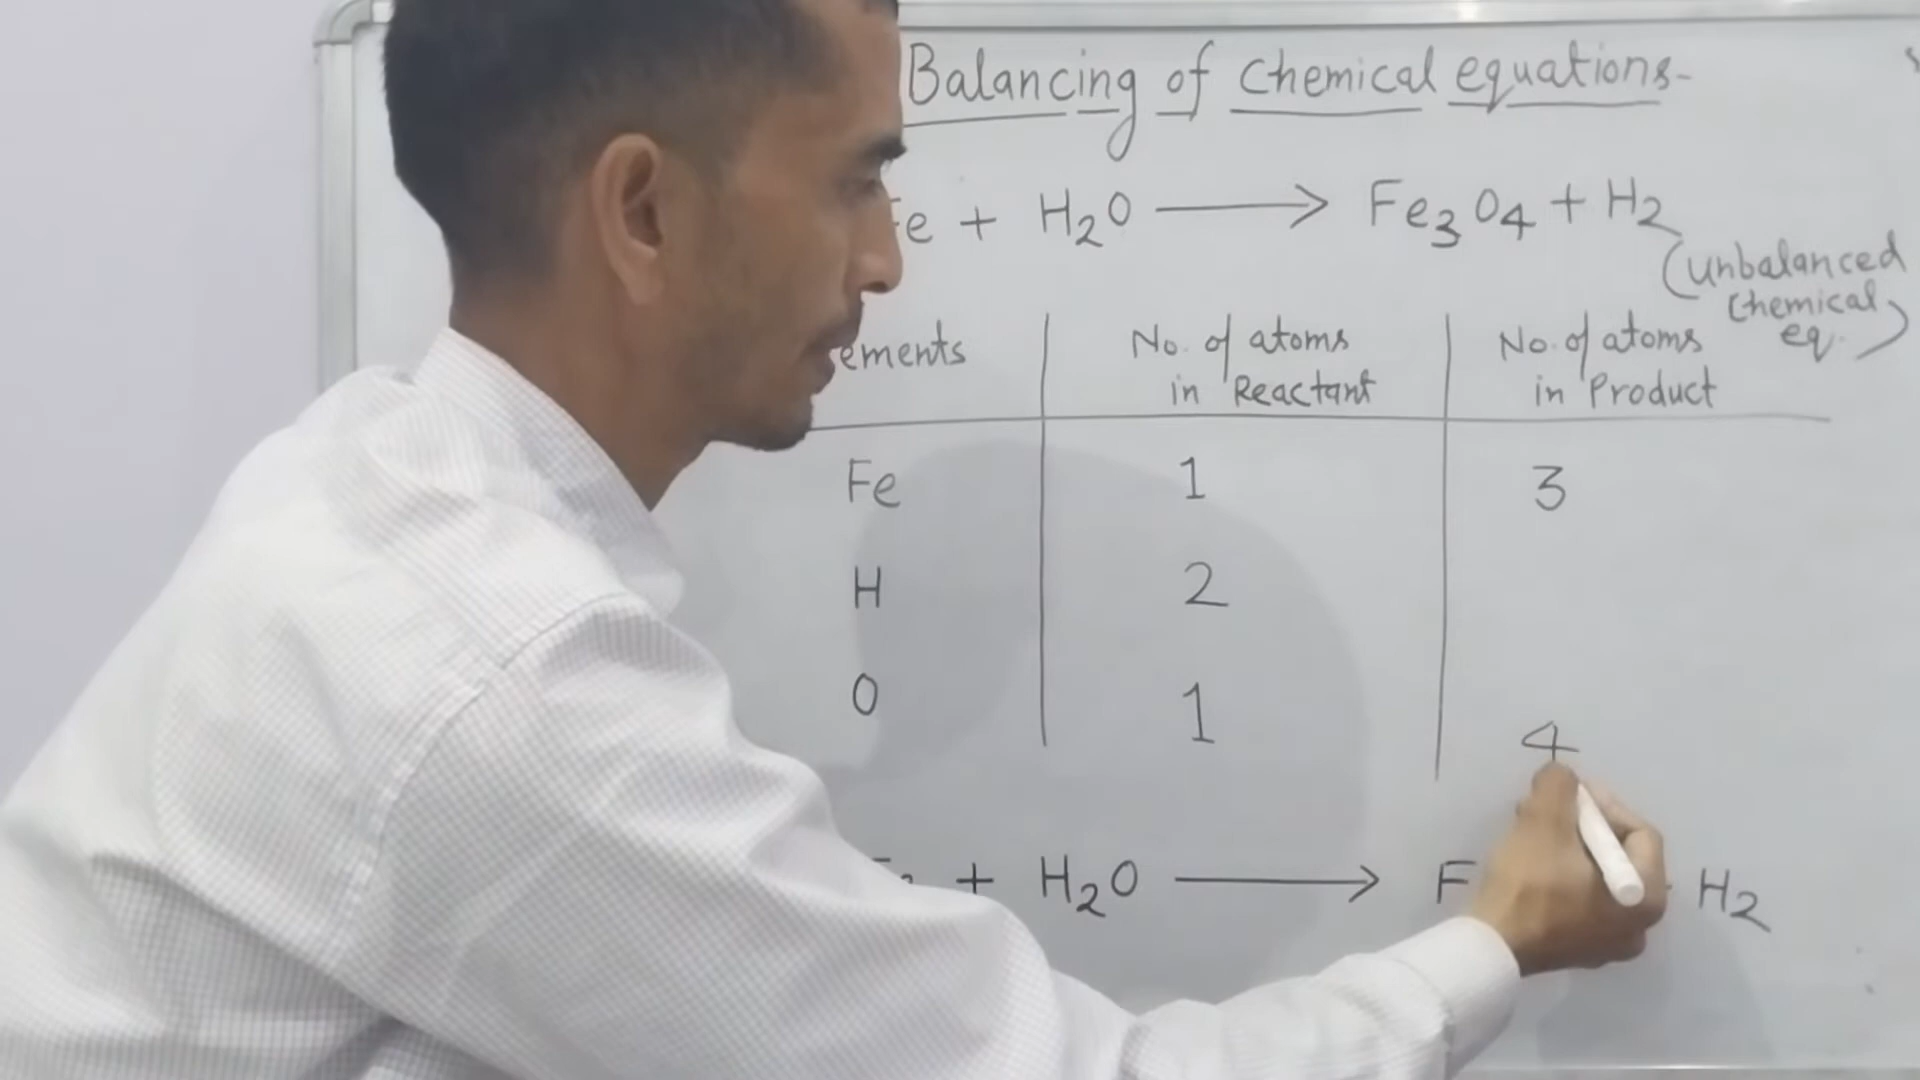 Balancing of Chemical equations-
Fe + H2O ⟶ Fe3O4 + H2
(unbalanced
chemical
eq.)
ements No. of atoms in Reactant No. of atoms in Product
Fe 1 3
H 2
O 1 4
+ H2O ⟶ F H2